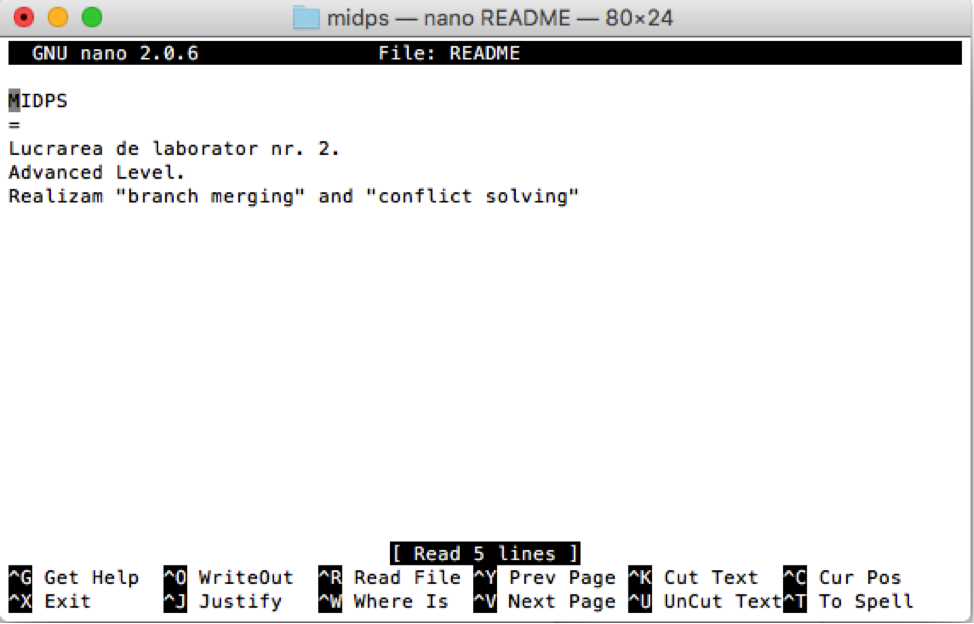 midps — nano README — 80×24
GNU nano 2.0.6 File: README
MIDPS
=
Lucrarea de laborator nr. 2.
Advanced Level.
Realizam "branch merging" and "conflict solving"
[ Read 5 lines ]
^G Get Help ^O WriteOut ^R Read File ^Y Prev Page ^K Cut Text ^C Cur Pos
^X Exit ^J Justify ^W Where Is ^V Next Page ^U UnCut Text ^T To Spell